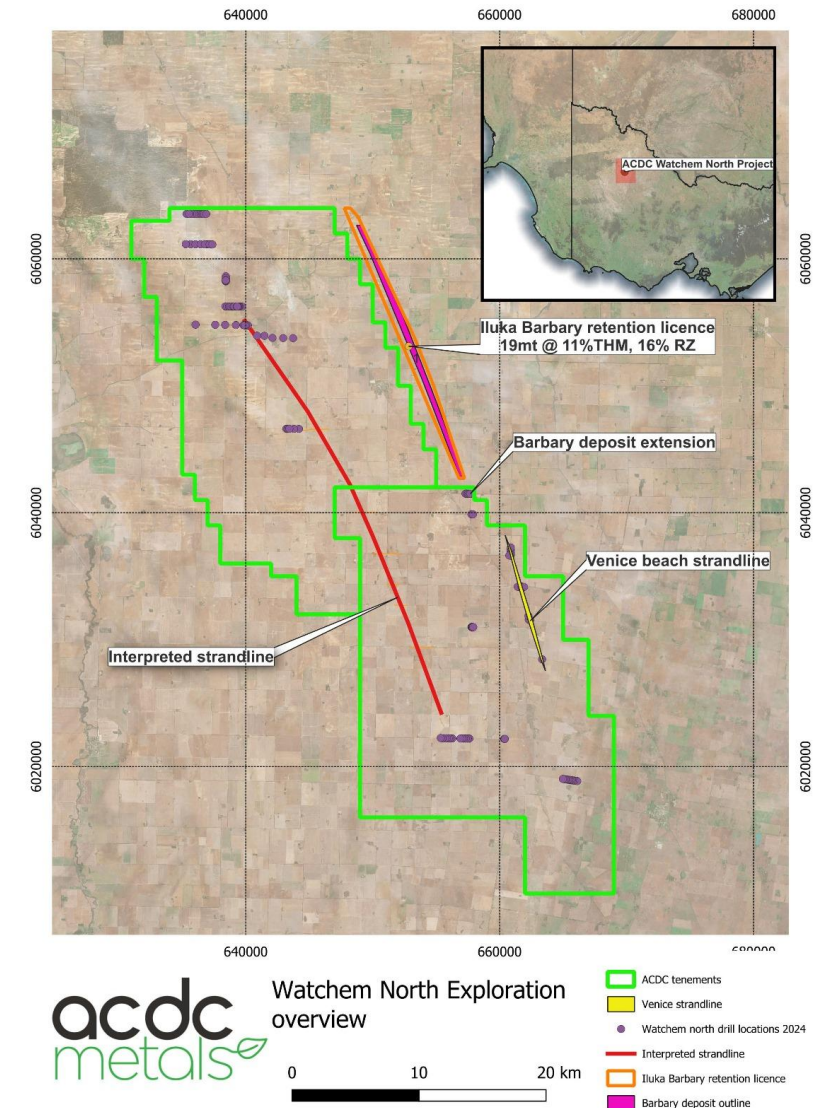 640000
660000
680000
ACDC Watchem North Project
6060000
6060000
Iluka Barbary retention licence
19mt @ 11%THM, 16% RZ
Barbary deposit extension
6040000
6040000
Venice beach strandline
Interpreted strandline
6020000
6020000
640000
660000
680000
acdc
metals
Watchem North Exploration
overview
0
10
20 km
ACDC tenements
Venice strandline
Watchem north drill locations 2024
Interpreted strandline
Iluka Barbary retention licence
Barbary deposit outline